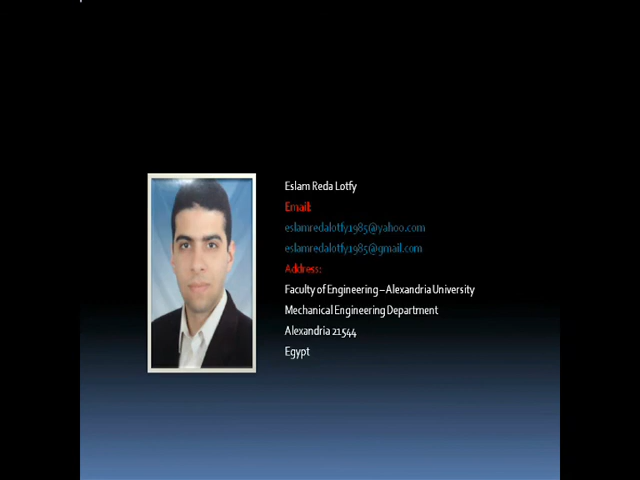 Eslam Reda Lotfy
Email:
eslamredalotfy1985@yahoo.com
eslamredalotfy1985@gmail.com
Address:
Faculty of Engineering – Alexandria University
Mechanical Engineering Department
Alexandria 21544
Egypt